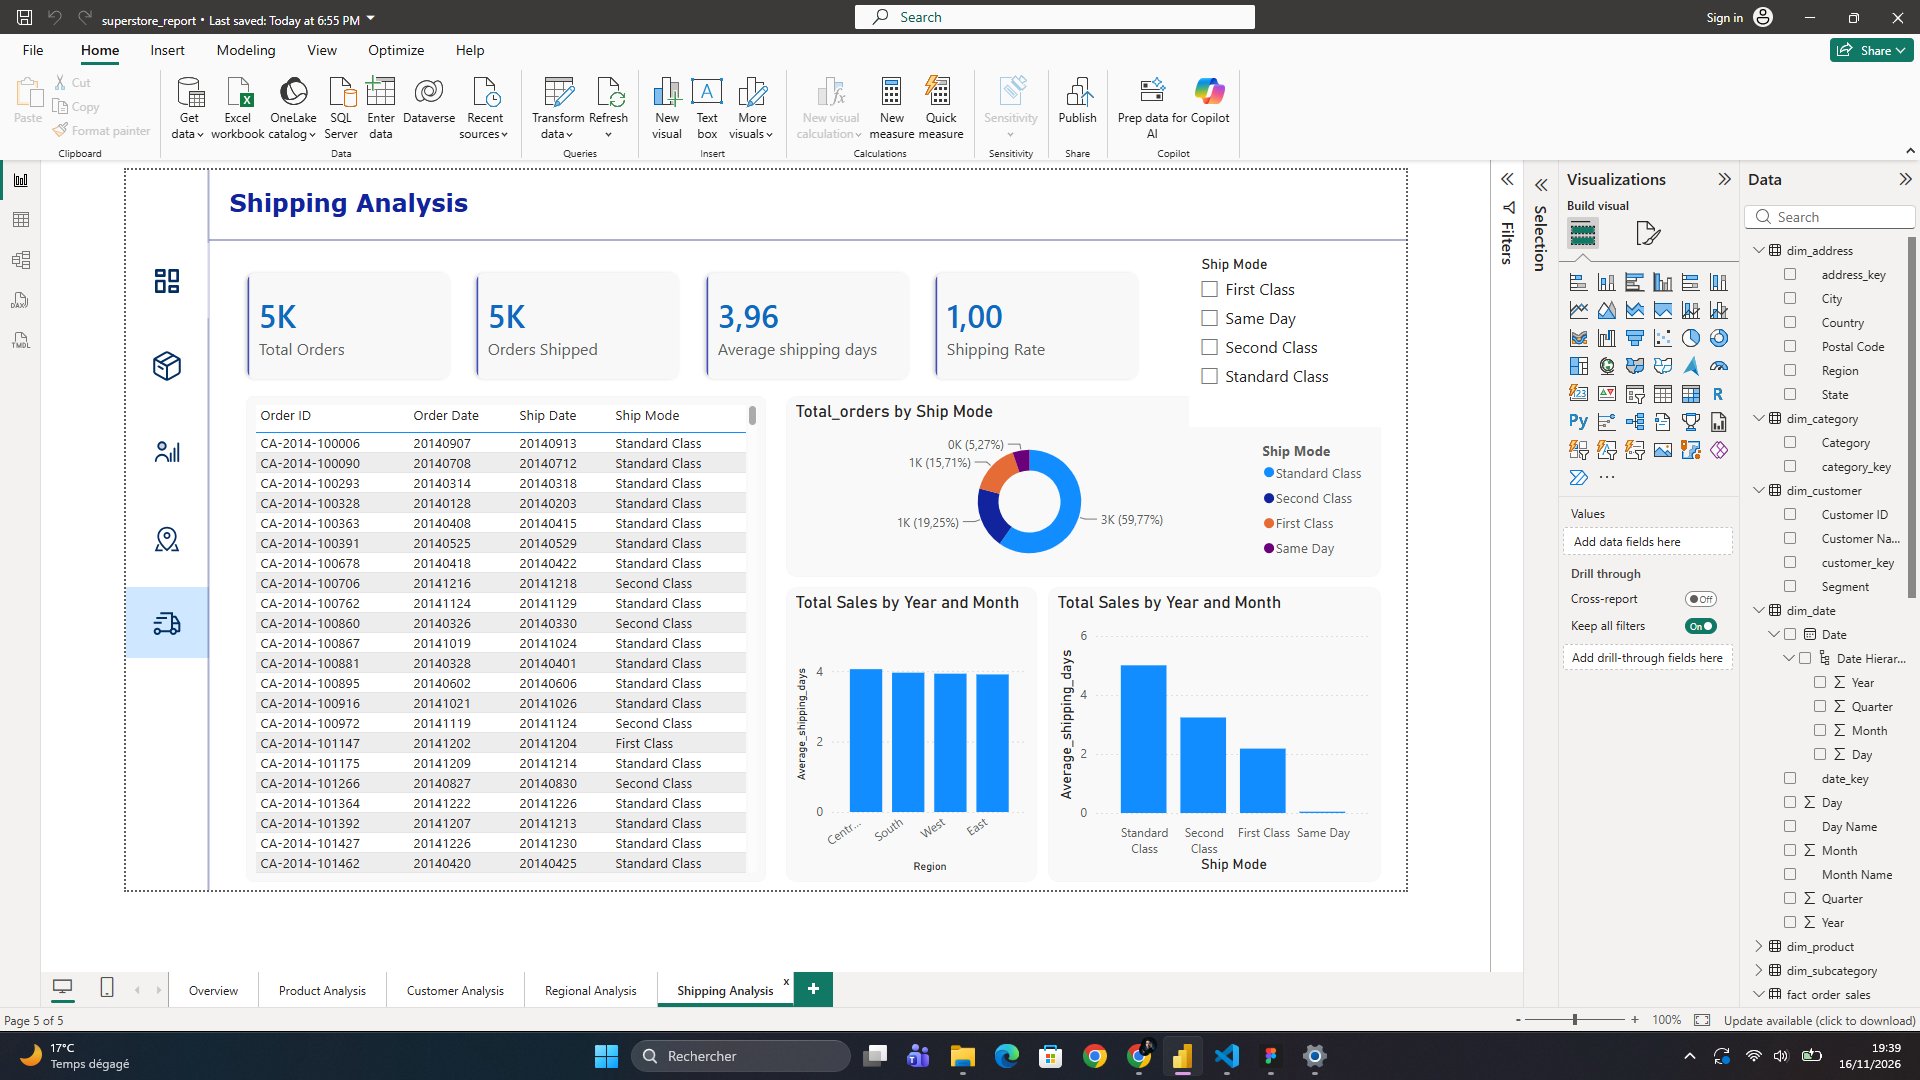 superstore_report • Last saved: Today at 6:55 PM
Search
Sign in
File
Home
Insert
Modeling
View
Optimize
Help
Share
Paste
Cut
Copy
Format painter
Clipboard
Get data
Excel workbook
OneLake catalog
SQL Server
Enter data
Dataverse
Recent sources
Data
Transform data
Refresh
Queries
New visual
Text box
More visuals
Insert
New visual calculation
New measure
Quick measure
Calculations
Sensitivity
Sensitivity
Publish
Share
Prep data for AI
Copilot
Copilot
DAX
TMDL
Shipping Analysis
5K
Total Orders
5K
Orders Shipped
3,96
Average shipping days
1,00
Shipping Rate
Ship Mode
First Class
Same Day
Second Class
Standard Class
Order ID Order Date Ship Date Ship Mode
CA-2014-100006 20140907 20140913 Standard Class
CA-2014-100090 20140708 20140712 Standard Class
CA-2014-100293 20140314 20140318 Standard Class
CA-2014-100328 20140128 20140203 Standard Class
CA-2014-100363 20140408 20140415 Standard Class
CA-2014-100391 20140525 20140529 Standard Class
CA-2014-100678 20140418 20140422 Standard Class
CA-2014-100706 20141216 20141218 Second Class
CA-2014-100762 20141124 20141129 Standard Class
CA-2014-100860 20140326 20140330 Second Class
CA-2014-100867 20141019 20141024 Standard Class
CA-2014-100881 20140328 20140401 Standard Class
CA-2014-100895 20140602 20140606 Standard Class
CA-2014-100916 20141021 20141026 Standard Class
CA-2014-100972 20141119 20141124 Second Class
CA-2014-101147 20141202 20141204 First Class
CA-2014-101175 20141209 20141214 Standard Class
CA-2014-101266 20140827 20140830 Second Class
CA-2014-101364 20141222 20141226 Standard Class
CA-2014-101392 20141207 20141213 Standard Class
CA-2014-101427 20141226 20141230 Standard Class
CA-2014-101462 20140420 20140425 Standard Class
Total_orders by Ship Mode
0K (5,27%)
1K (15,71%)
1K (19,25%)
3K (59,77%)
Ship Mode
Standard Class
Second Class
First Class
Same Day
Total Sales by Year and Month
Average_shipping_days
4
2
0
Centr...
South
West
East
Region
Total Sales by Year and Month
Average_shipping_days
6
4
2
0
Standard Class
Second Class
First Class
Same Day
Ship Mode
Filters
Selection
Visualizations
Build visual
123
R
Py
...
Values
Add data fields here
Drill through
Cross-report
Off
Keep all filters
On
Add drill-through fields here
Data
Search
dim_address
address_key
City
Country
Postal Code
Region
State
dim_category
Category
category_key
dim_customer
Customer ID
Customer Na...
customer_key
Segment
dim_date
Date
Date Hierar...
Year
Quarter
Month
Day
date_key
Day
Day Name
Month
Month Name
Quarter
Year
dim_product
dim_subcategory
fact order sales
Overview
Product Analysis
Customer Analysis
Regional Analysis
Shipping Analysis
x
+
Page 5 of 5
- + 100%
Update available (click to download)
17°C
Temps dégagé
Rechercher
19:39
16/11/2026